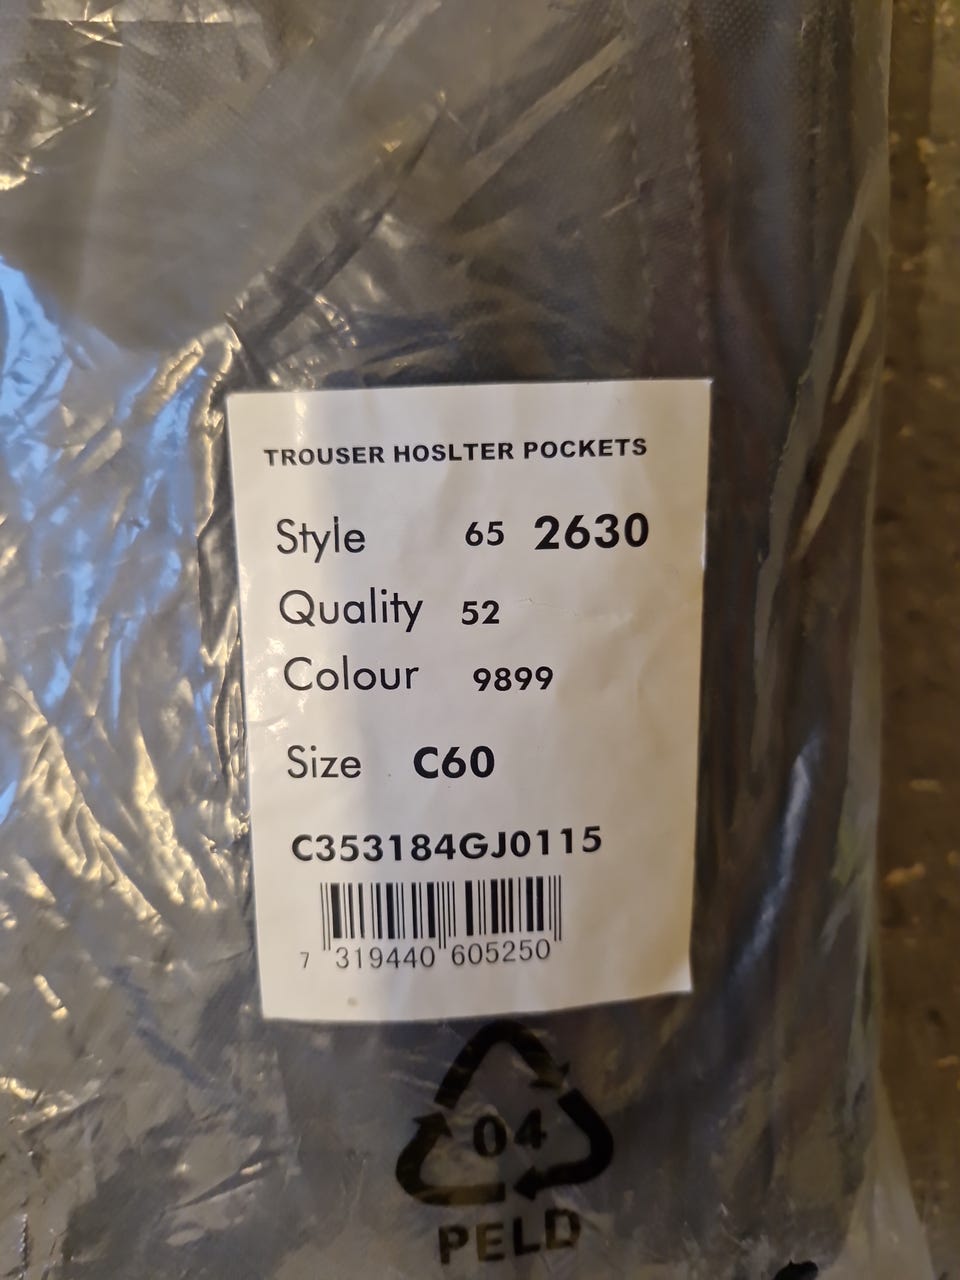 TROUSER HOSLTER POCKETS
Style 65 2630
Quality 52
Colour 9899
Size C60
C353184GJ0115
7 319440 605250
04
PELD